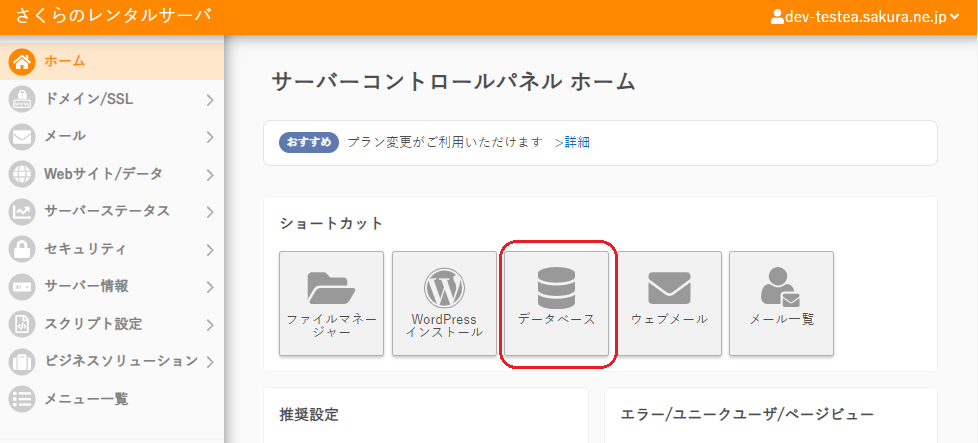 さくらのレンタルサーバ
dev-testea.sakura.ne.jp
ホーム
ドメイン/SSL
メール
Webサイト/データ
サーバーステータス
セキュリティ
サーバー情報
スクリプト設定
ビジネスソリューション
メニュー一覧
サーバーコントロールパネル ホーム
おすすめ プラン変更がご利用いただけます >詳細
ショートカット
ファイルマネー
ジャー
WordPress
インストール
データベース
ウェブメール
メール一覧
推奨設定
エラー/ユニークユーザ/ページビュー